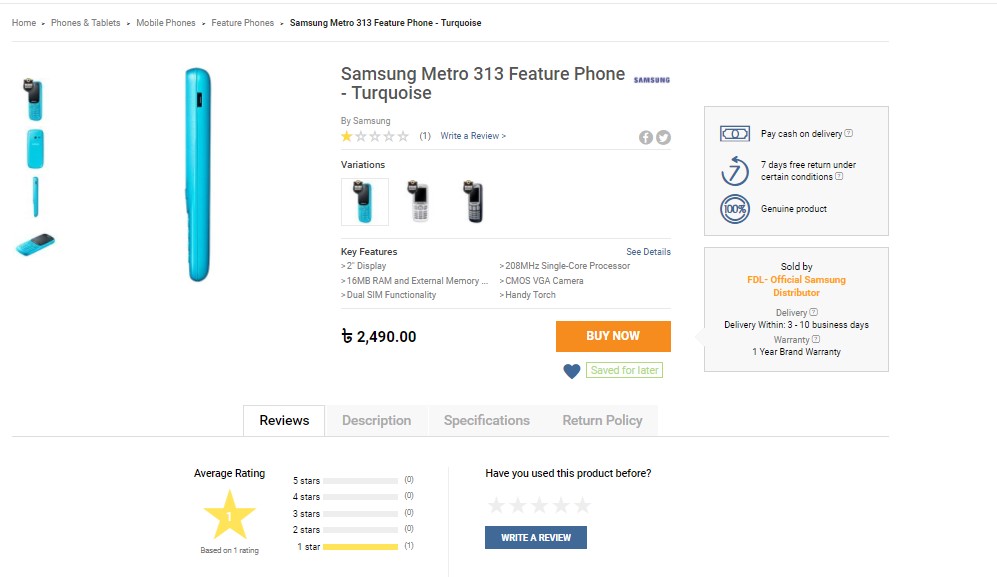 Home ▸ Phones & Tablets ▸ Mobile Phones ▸ Feature Phones ▸ Samsung Metro 313 Feature Phone - Turquoise
Samsung Metro 313 Feature Phone
- Turquoise
SAMSUNG
By Samsung
(1) Write a Review >
Variations
Key Features
See Details
> 2" Display
> 208MHz Single-Core Processor
> 16MB RAM and External Memory ...
> CMOS VGA Camera
> Dual SIM Functionality
> Handy Torch
৳ 2,490.00
BUY NOW
Saved for later
Pay cash on delivery ?
7
7 days free return under
certain conditions ?
100%
Genuine product
Sold by
FDL- Official Samsung
Distributor
Delivery ?
Delivery Within: 3 - 10 business days
Warranty ?
1 Year Brand Warranty
Reviews
Description
Specifications
Return Policy
Average Rating
1
Based on 1 rating
5 stars (0)
4 stars (0)
3 stars (0)
2 stars (0)
1 star (1)
Have you used this product before?
WRITE A REVIEW